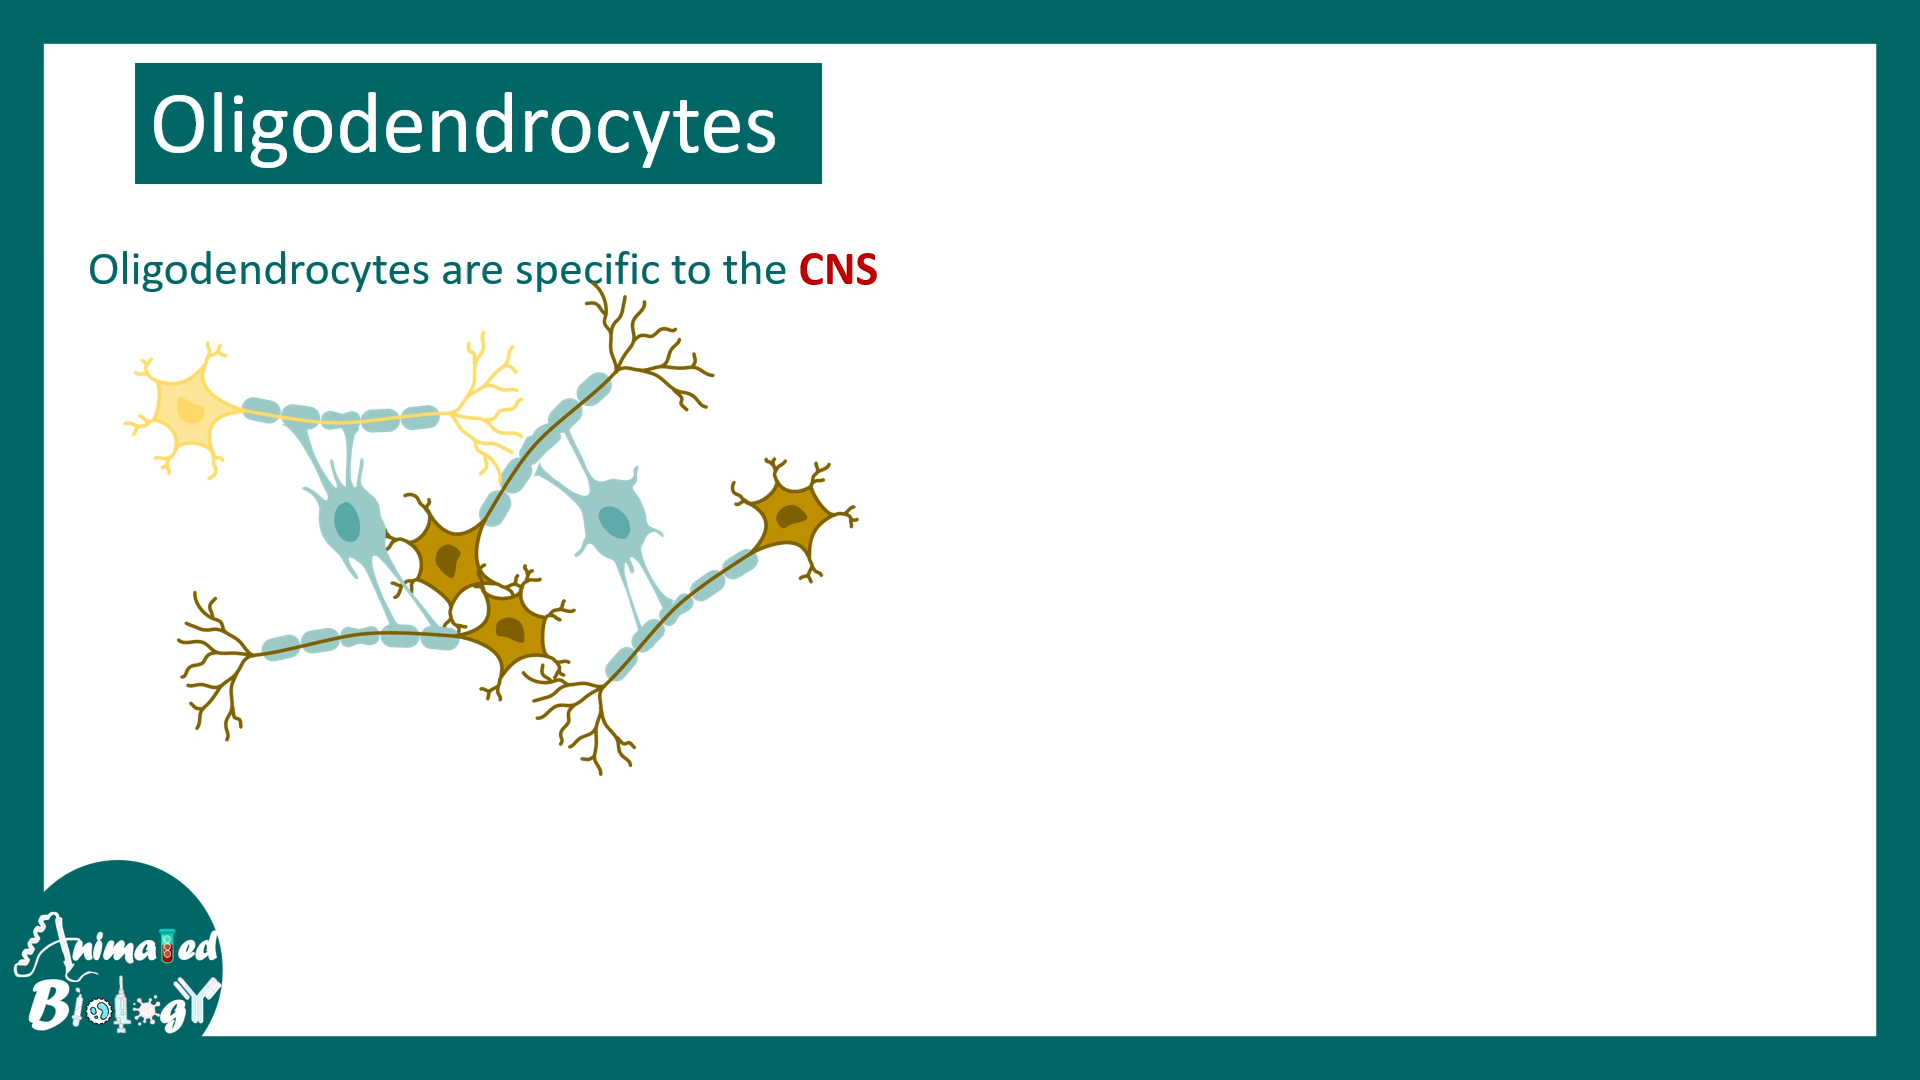 Oligodendrocytes
Oligodendrocytes are specific to the CNS
Animated
Biology